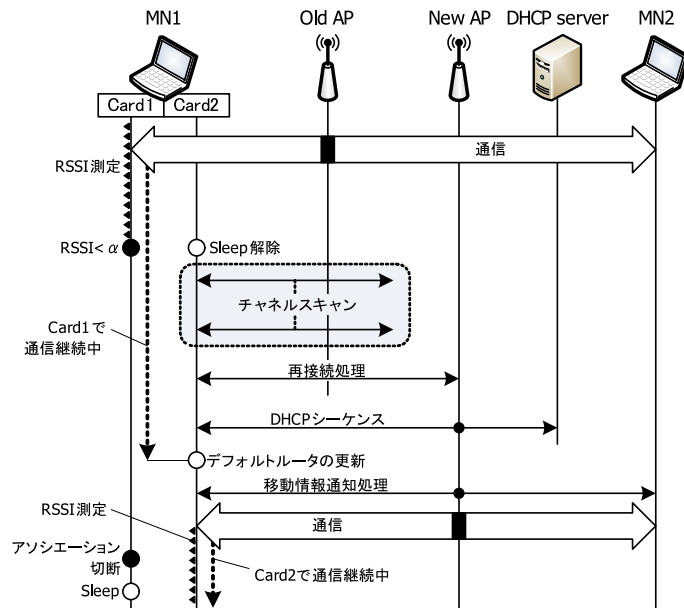 MN1
Old AP
New AP
DHCP server
MN2
Card1
Card2
通信
RSSI測定
RSSI< α
Sleep解除
チャネルスキャン
Card1で
通信継続中
再接続処理
DHCPシーケンス
デフォルトルータの更新
移動情報通知処理
RSSI測定
通信
アソシエーション
切断
Card2で通信継続中
Sleep